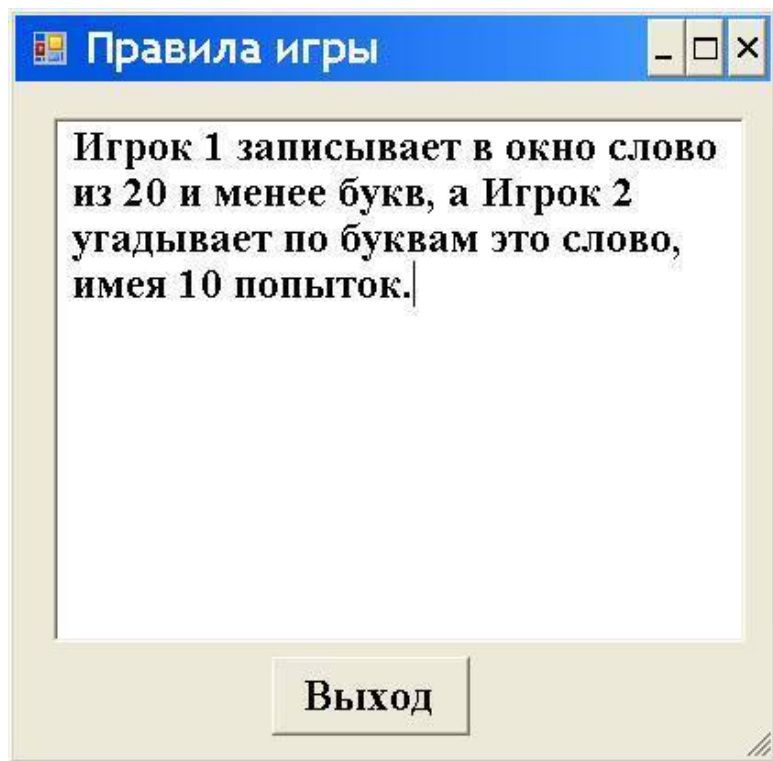 Правила игры
Игрок 1 записывает в окно слово
из 20 и менее букв, а Игрок 2
угадывает по буквам это слово,
имея 10 попыток.
Выход